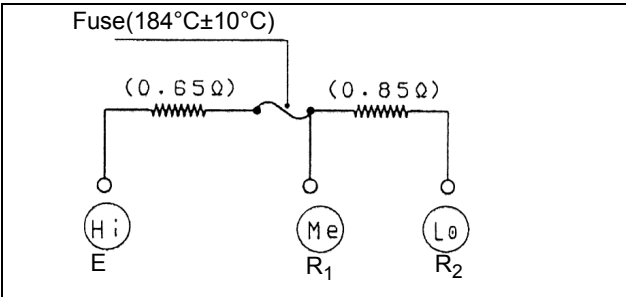 Fuse(184°C±10°C)
(0.65Ω) (0.85Ω)
Hi Me Lo
E R₁ R₂